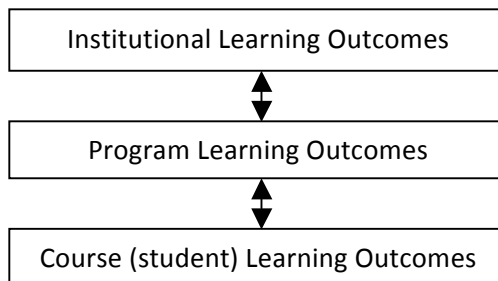 Institutional Learning Outcomes
Program Learning Outcomes
Course (student) Learning Outcomes